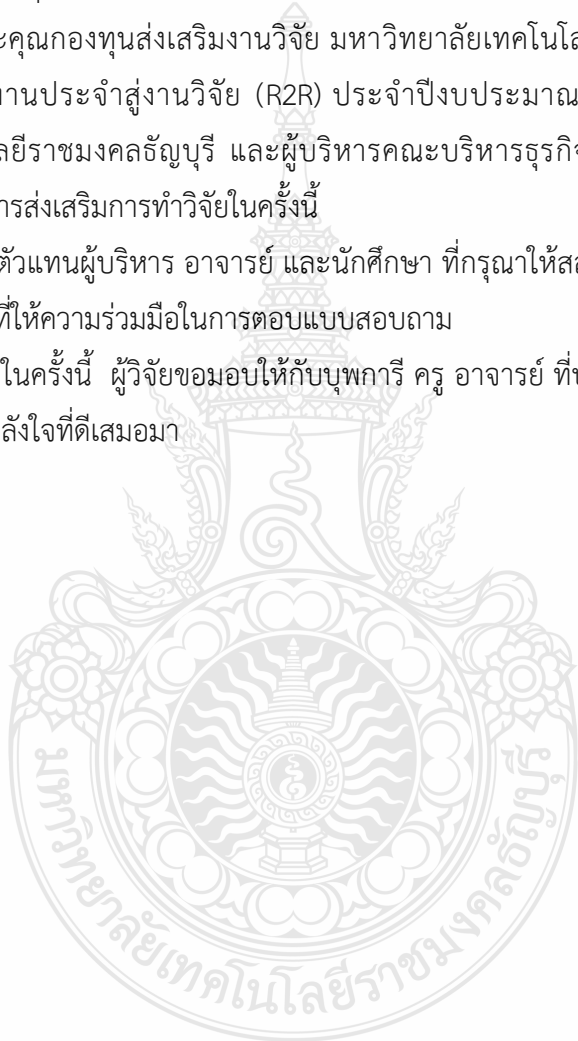 ะคุณกองทุนส่งเสริมงานวิจัย มหาวิทยาลัยเทคโนโล
านประจำสู่งานวิจัย (R2R) ประจำปีงบประมาณ
ลยีราชมงคลธัญบุรี และผู้บริหารคณะบริหารธุรกิจ
ารส่งเสริมการทำวิจัยในครั้งนี้
ตัวแทนผู้บริหาร อาจารย์ และนักศึกษา ที่กรุณาให้สล
ที่ให้ความร่วมมือในการตอบแบบสอบถาม
ในครั้งนี้ ผู้วิจัยขอมอบให้กับบุพการี ครู อาจารย์ ที่
ลังใจที่ดีเสมอมา
มหาวิทยาลัยเทคโนโลยีราชมงคลธัญบุรี